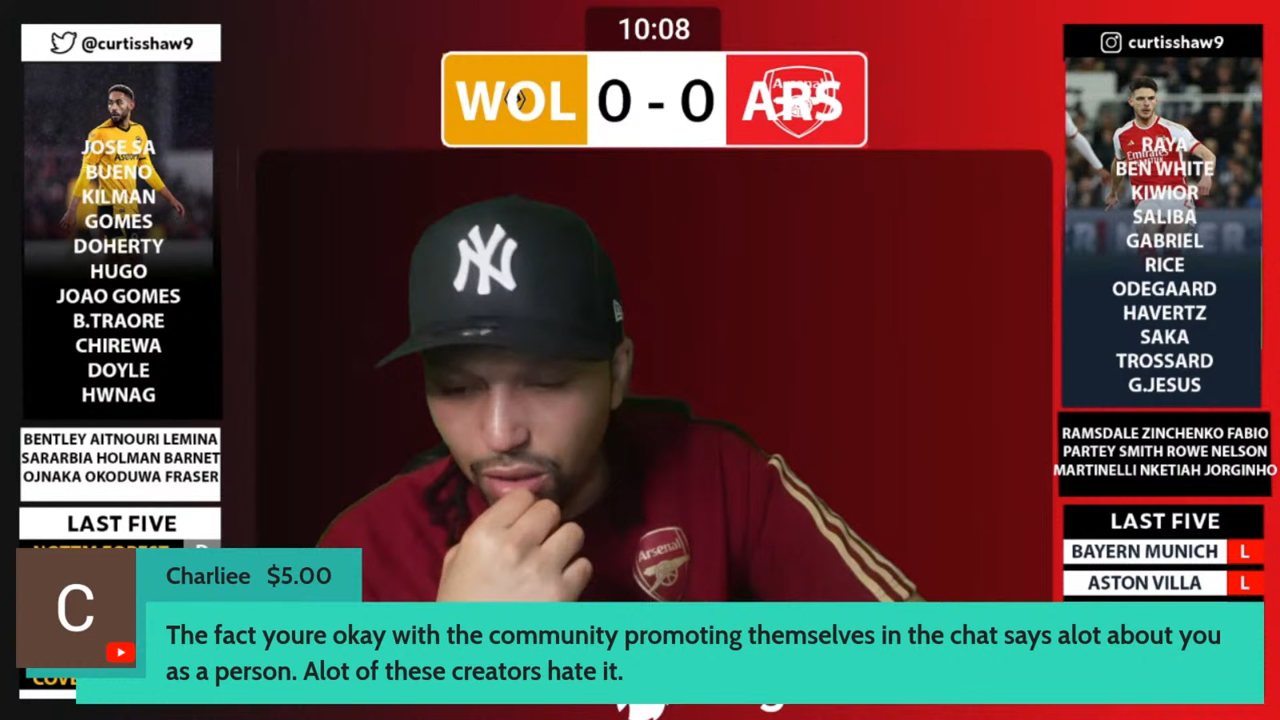 @curtisshaw9
10:08
curtisshaw9
WOL 0 - 0 ARS
Arsenal
JOSE SA
BUENO
KILMAN
GOMES
DOHERTY
HUGO
JOAO GOMES
B.TRAORE
CHIREWA
DOYLE
HWNAG
BENTLEY AITNOURI LEMINA
SARARBIA HOLMAN BARNET
OJNAKA OKODUWA FRASER
LAST FIVE
NY
Arsenal
RAYA
BEN WHITE
KIWIOR
SALIBA
GABRIEL
RICE
ODEGAARD
HAVERTZ
SAKA
TROSSARD
G.JESUS
RAMSDALE ZINCHENKO FABIO
PARTEY SMITH ROWE NELSON
MARTINELLI NKETIAH JORGINHO
LAST FIVE
BAYERN MUNICH L
ASTON VILLA L
C
Charliee $5.00
The fact youre okay with the community promoting themselves in the chat says alot about you
as a person. Alot of these creators hate it.